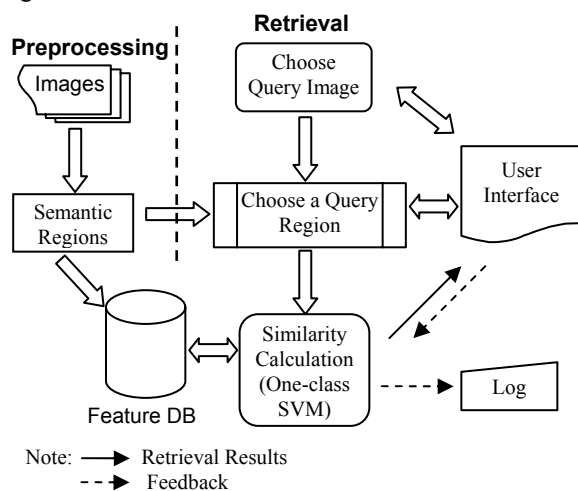 Preprocessing
Retrieval
Images
Choose
Query Image
User
Interface
Semantic
Regions
Choose a Query
Region
Similarity
Calculation
(One-class
SVM)
Feature DB
Log
Note:
Retrieval Results
Feedback